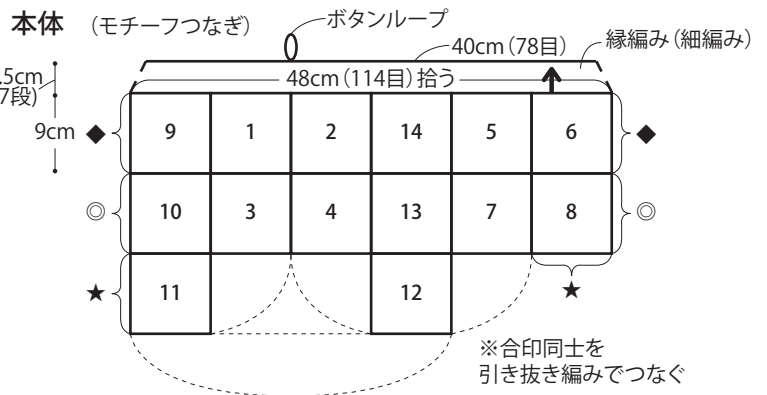 本体 (モチーフつなぎ)
ボタンループ
40cm(78目)
縁編み(細編み)
.5cm
7段)
48cm(114目)拾う
9cm ◆ 9 1 2 14 5 6 ◆
◎ 10 3 4 13 7 8 ◎
★ 11 12 ★
※合印同士を
引き抜き編みでつなぐ